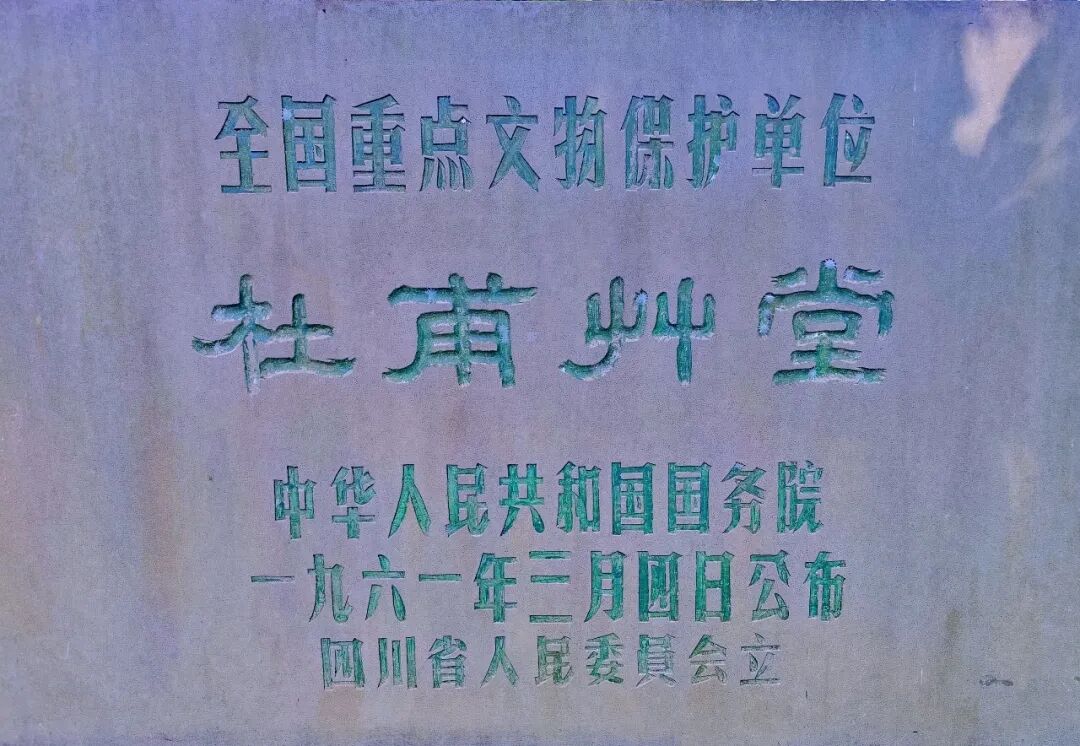 全国重点文物保护单位
杜甫艸堂
中华人民共和国国务院
一九六一年三月四日公布
四川省人民委員会立